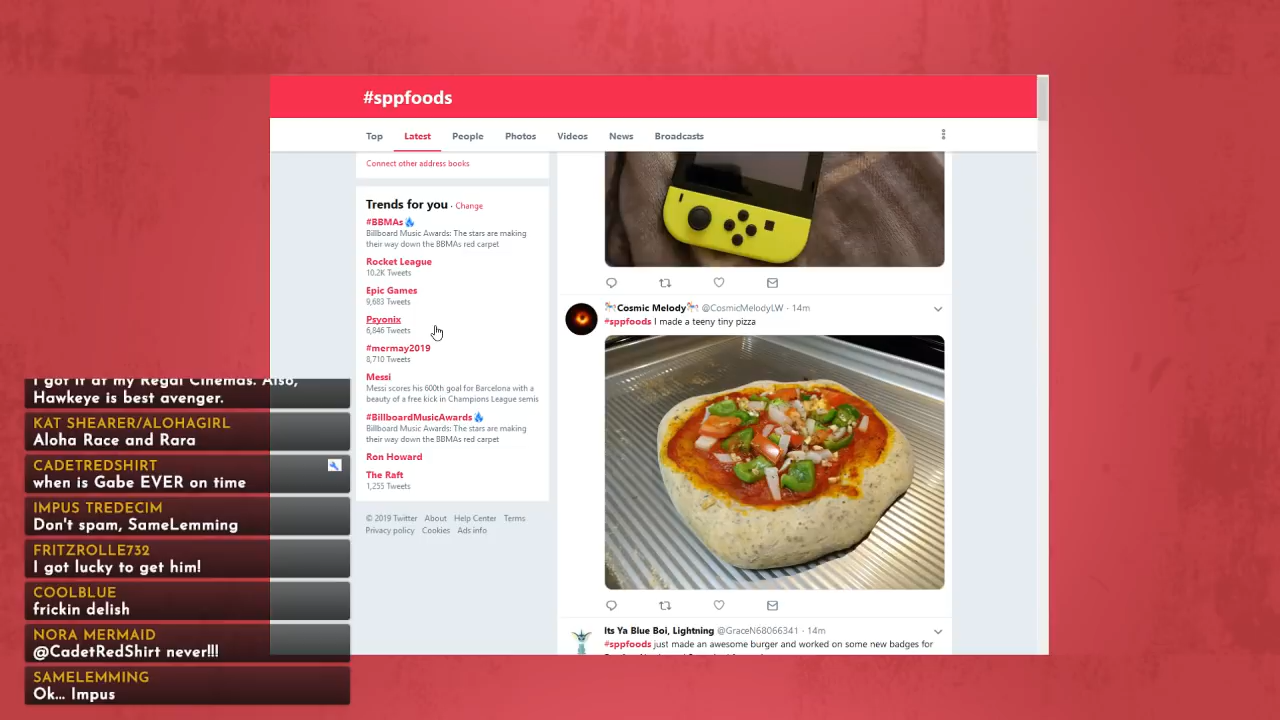 #sppfoods
Top Latest People Photos Videos News Broadcasts
Connect other address books
Trends for you · Change
#BBMAs
Billboard Music Awards: The stars are making
their way down the BBMAs red carpet
Rocket League
10.2K Tweets
Epic Games
9,683 Tweets
Psyonix
6,846 Tweets
#mermay2019
8,710 Tweets
Messi
Messi scores his 600th goal for Barcelona with a
beauty of a free kick in Champions League semis
#BillboardMusicAwards
Billboard Music Awards: The stars are making
their way down the BBMAs red carpet
Ron Howard
The Raft
1,255 Tweets
© 2019 Twitter About Help Center Terms
Privacy policy Cookies Ads info
Cosmic Melody @CosmicMelodyLW · 14m
#sppfoods I made a teeny tiny pizza
Its Ya Blue Boi, Lightning @GraceN68066341 · 14m
#sppfoods just made an awesome burger and worked on some new badges for
I got it at my Regal Cinemas. Also,
Hawkeye is best avenger.
KAT SHEARER/ALOHAGIRL
Aloha Race and Rara
CADETREDSHIRT
when is Gabe EVER on time
IMPUS TREDECIM
Don't spam, SameLemming
FRITZROLLE732
I got lucky to get him!
COOLBLUE
frickin delish
NORA MERMAID
@CadetRedShirt never!!!
SAMELEMMING
Ok... Impus